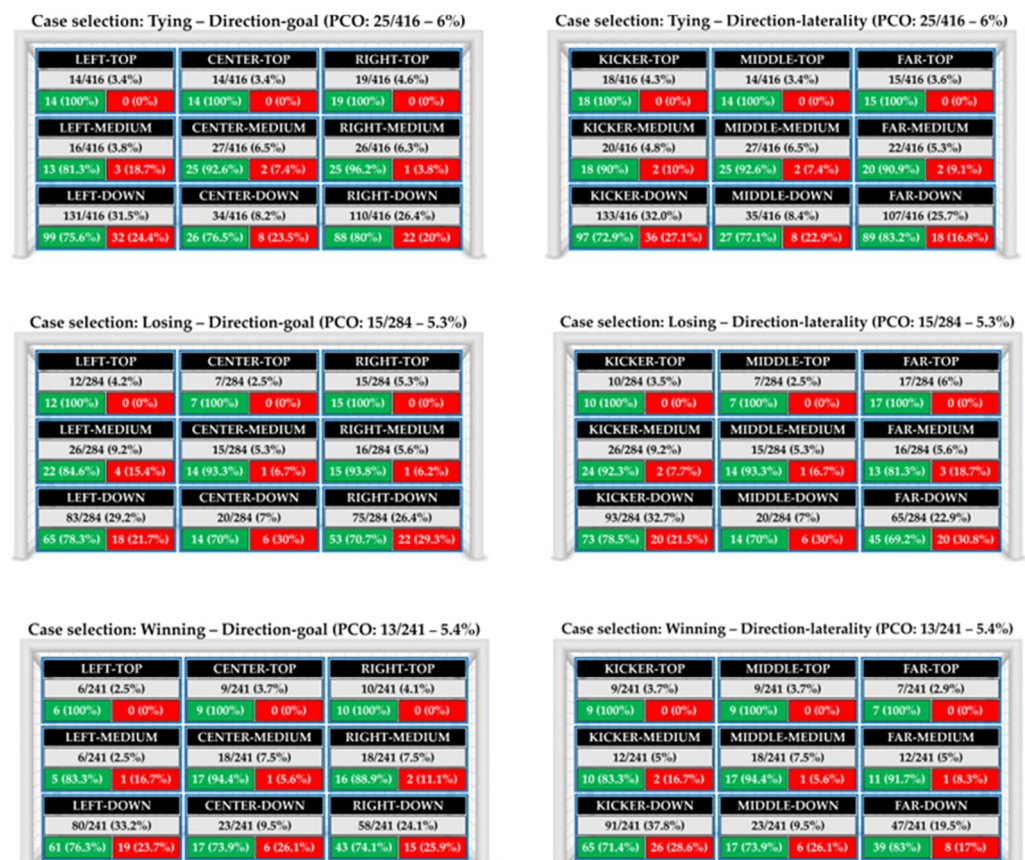 Case selection: Tying – Direction-goal (PCO: 25/416 – 6%)
LEFT-TOP CENTER-TOP RIGHT-TOP
14/416 (3.4%) 14/416 (3.4%) 19/416 (4.6%)
14 (100%) 0 (0%) 14 (100%) 0 (0%) 19 (100%) 0 (0%)
LEFT-MEDIUM CENTER-MEDIUM RIGHT-MEDIUM
16/416 (3.8%) 27/416 (6.5%) 26/416 (6.3%)
13 (81.3%) 3 (18.7%) 25 (92.6%) 2 (7.4%) 25 (96.2%) 1 (3.8%)
LEFT-DOWN CENTER-DOWN RIGHT-DOWN
131/416 (31.5%) 34/416 (8.2%) 110/416 (26.4%)
99 (75.6%) 32 (24.4%) 26 (76.5%) 8 (23.5%) 88 (80%) 22 (20%)
Case selection: Tying – Direction-laterality (PCO: 25/416 – 6%)
KICKER-TOP MIDDLE-TOP FAR-TOP
18/416 (4.3%) 14/416 (3.4%) 15/416 (3.6%)
18 (100%) 0 (0%) 14 (100%) 0 (0%) 15 (100%) 0 (0%)
KICKER-MEDIUM MIDDLE-MEDIUM FAR-MEDIUM
20/416 (4.8%) 27/416 (6.5%) 22/416 (5.3%)
18 (90%) 2 (10%) 25 (92.6%) 2 (7.4%) 20 (90.9%) 2 (9.1%)
KICKER-DOWN MIDDLE-DOWN FAR-DOWN
133/416 (32.0%) 35/416 (8.4%) 107/416 (25.7%)
97 (72.9%) 36 (27.1%) 27 (77.1%) 8 (22.9%) 89 (83.2%) 18 (16.8%)
Case selection: Losing – Direction-goal (PCO: 15/284 – 5.3%)
LEFT-TOP CENTER-TOP RIGHT-TOP
12/284 (4.2%) 7/284 (2.5%) 15/284 (5.3%)
12 (100%) 0 (0%) 7 (100%) 0 (0%) 15 (100%) 0 (0%)
LEFT-MEDIUM CENTER-MEDIUM RIGHT-MEDIUM
26/284 (9.2%) 15/284 (5.3%) 16/284 (5.6%)
22 (84.6%) 4 (15.4%) 14 (93.3%) 1 (6.7%) 15 (93.8%) 1 (6.2%)
LEFT-DOWN CENTER-DOWN RIGHT-DOWN
83/284 (29.2%) 20/284 (7%) 75/284 (26.4%)
65 (78.3%) 18 (21.7%) 14 (70%) 6 (30%) 53 (70.7%) 22 (29.3%)
Case selection: Losing – Direction-laterality (PCO: 15/284 – 5.3%)
KICKER-TOP MIDDLE-TOP FAR-TOP
10/284 (3.5%) 7/284 (2.5%) 17/284 (6%)
10 (100%) 0 (0%) 7 (100%) 0 (0%) 17 (100%) 0 (0%)
KICKER-MEDIUM MIDDLE-MEDIUM FAR-MEDIUM
26/284 (9.2%) 15/284 (5.3%) 16/284 (5.6%)
24 (92.3%) 2 (7.7%) 14 (93.3%) 1 (6.7%) 13 (81.3%) 3 (18.7%)
KICKER-DOWN MIDDLE-DOWN FAR-DOWN
93/284 (32.7%) 20/284 (7%) 65/284 (22.9%)
73 (78.5%) 20 (21.5%) 14 (70%) 6 (30%) 45 (69.2%) 20 (30.8%)
Case selection: Winning – Direction-goal (PCO: 13/241 – 5.4%)
LEFT-TOP CENTER-TOP RIGHT-TOP
6/241 (2.5%) 9/241 (3.7%) 10/241 (4.1%)
6 (100%) 0 (0%) 9 (100%) 0 (0%) 10 (100%) 0 (0%)
LEFT-MEDIUM CENTER-MEDIUM RIGHT-MEDIUM
6/241 (2.5%) 18/241 (7.5%) 18/241 (7.5%)
5 (83.3%) 1 (16.7%) 17 (94.4%) 1 (5.6%) 16 (88.9%) 2 (11.1%)
LEFT-DOWN CENTER-DOWN RIGHT-DOWN
80/241 (33.2%) 23/241 (9.5%) 58/241 (24.1%)
61 (76.3%) 19 (23.7%) 17 (73.9%) 6 (26.1%) 43 (74.1%) 15 (25.9%)
Case selection: Winning – Direction-laterality (PCO: 13/241 – 5.4%)
KICKER-TOP MIDDLE-TOP FAR-TOP
9/241 (3.7%) 9/241 (3.7%) 7/241 (2.9%)
9 (100%) 0 (0%) 9 (100%) 0 (0%) 7 (100%) 0 (0%)
KICKER-MEDIUM MIDDLE-MEDIUM FAR-MEDIUM
12/241 (5%) 18/241 (7.5%) 12/241 (5%)
10 (83.3%) 2 (16.7%) 17 (94.4%) 1 (5.6%) 11 (91.7%) 1 (8.3%)
KICKER-DOWN MIDDLE-DOWN FAR-DOWN
91/241 (37.8%) 23/241 (9.5%) 47/241 (19.5%)
65 (71.4%) 26 (28.6%) 17 (73.9%) 6 (26.1%) 39 (83%) 8 (17%)